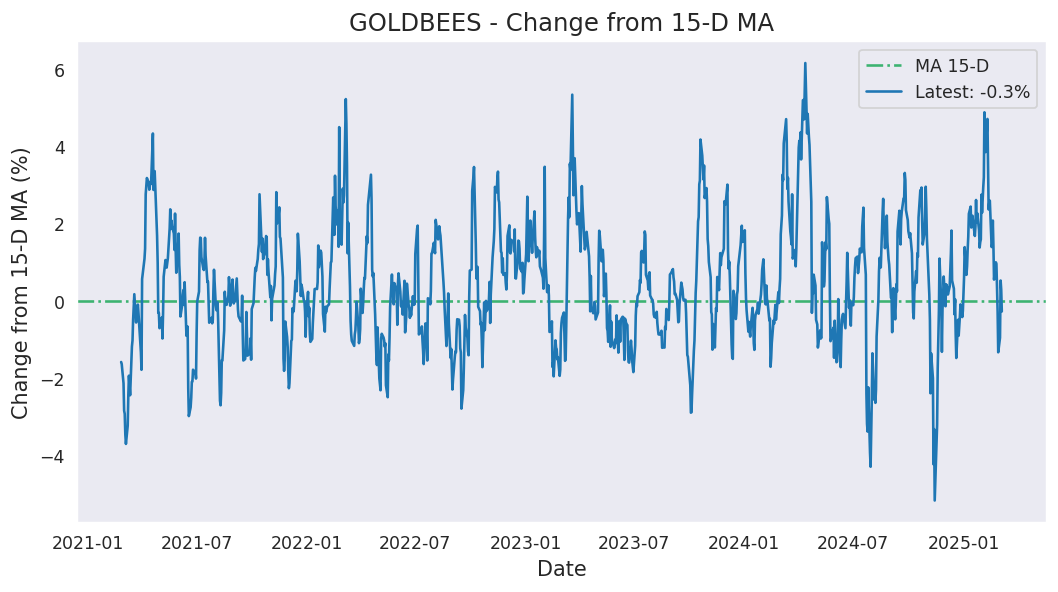 GOLDBEES - Change from 15-D MA
MA 15-D
Latest: -0.3%
Change from 15-D MA (%)
6
4
2
0
−2
−4
2021-01 2021-07 2022-01 2022-07 2023-01 2023-07 2024-01 2024-07 2025-01
Date